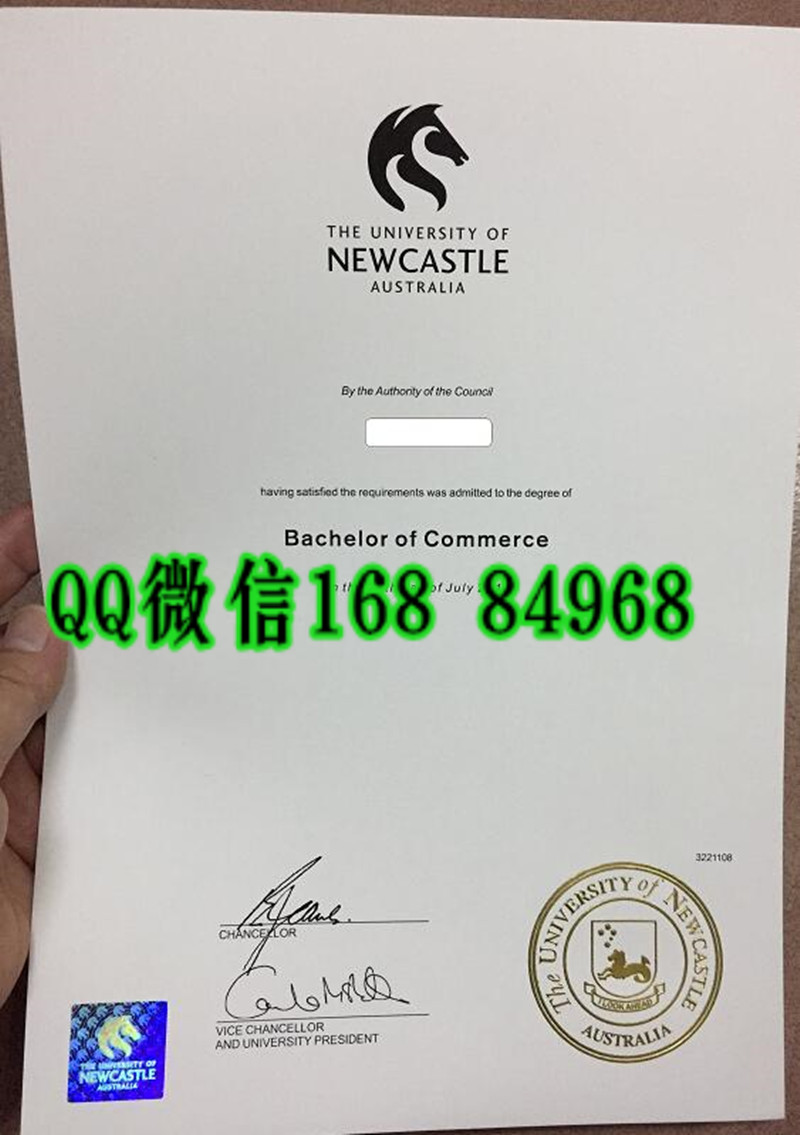 THE UNIVERSITY OF
NEWCASTLE
AUSTRALIA
By the Authority of the Council
having satisfied the requirements was admitted to the degree of
Bachelor of Commerce
of July
QQ微信168 84968
3221108
CHANCELLOR
VICE CHANCELLOR
AND UNIVERSITY PRESIDENT
The UNIVERSITY of NEWCASTLE
I LOOK AHEAD
AUSTRALIA
THE UNIVERSITY OF
NEWCASTLE
AUSTRALIA